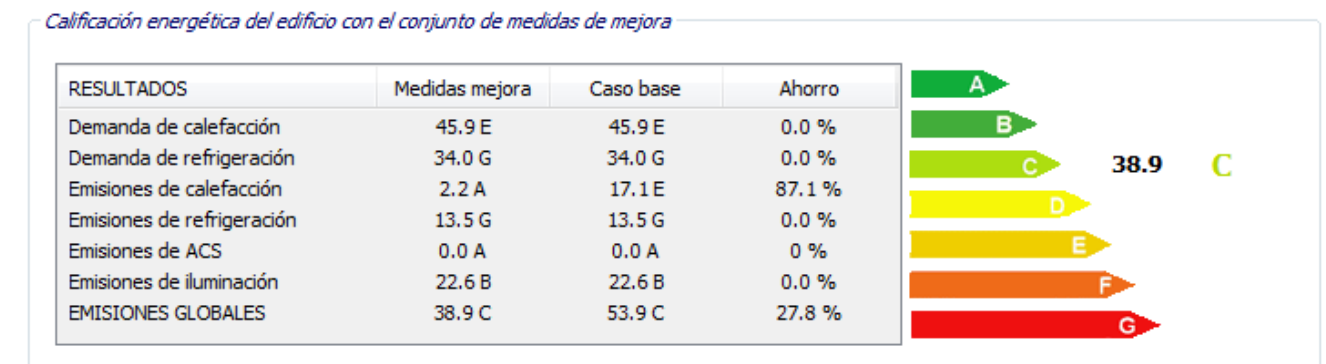 Calificación energética del edificio con el conjunto de medidas de mejora
RESULTADOS Medidas mejora Caso base Ahorro
Demanda de calefacción 45.9 E 45.9 E 0.0 %
Demanda de refrigeración 34.0 G 34.0 G 0.0 %
Emisiones de calefacción 2.2 A 17.1 E 87.1 %
Emisiones de refrigeración 13.5 G 13.5 G 0.0 %
Emisiones de ACS 0.0 A 0.0 A 0 %
Emisiones de iluminación 22.6 B 22.6 B 0.0 %
EMISIONES GLOBALES 38.9 C 53.9 C 27.8 %
A
B
C 38.9 C
D
E
F
G